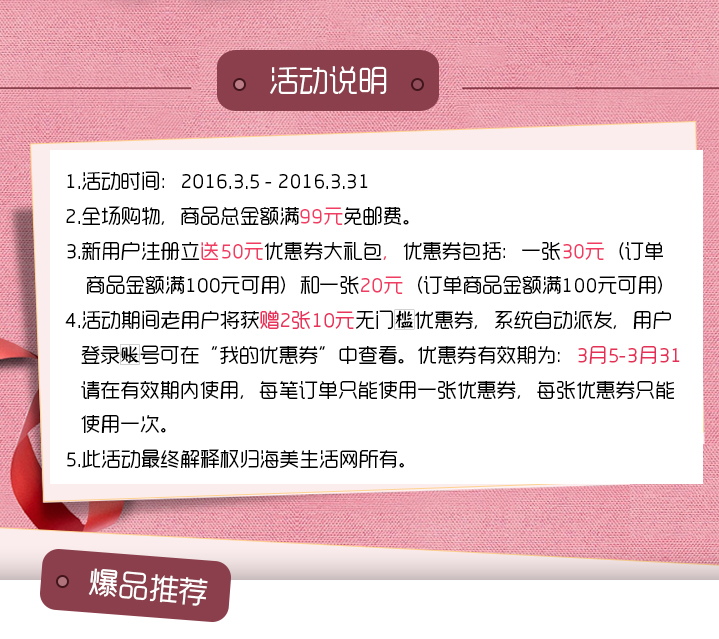 活动说明
1.活动时间：2016.3.5 - 2016.3.31
2.全场购物，商品总金额满99元免邮费。
3.新用户注册立送50元优惠券大礼包，优惠券包括：一张30元（订单
商品金额满100元可用）和一张20元（订单商品金额满100元可用）
4.活动期间老用户将获赠2张10元无门槛优惠券，系统自动派发，用户
登录账号可在“我的优惠券”中查看。优惠券有效期为：3月5-3月31
请在有效期内使用，每笔订单只能使用一张优惠券，每张优惠券只能
使用一次。
5.此活动最终解释权归海美生活网所有。
爆品推荐